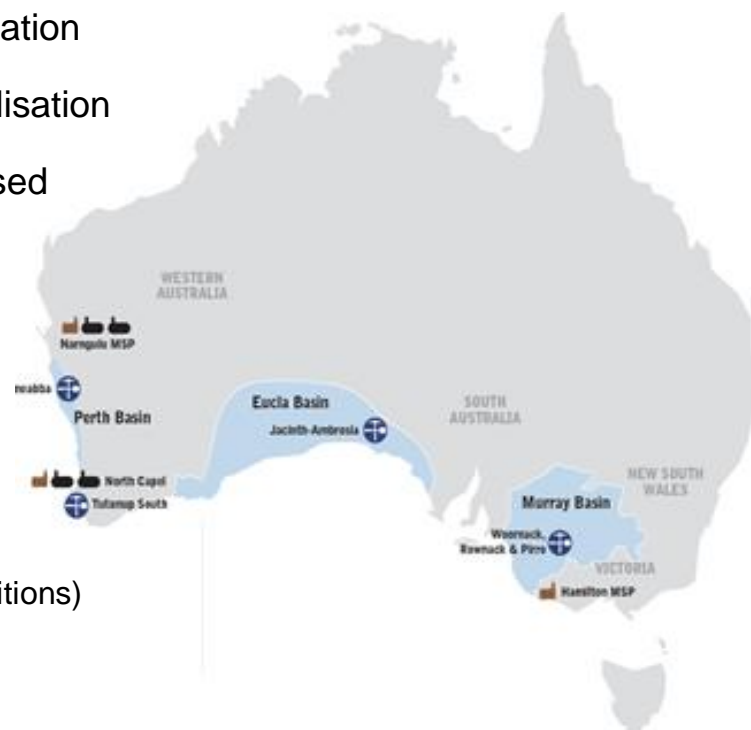 ation
lisation
sed
WESTERN
AUSTRALIA
Narngulu MSP
neabba
Perth Basin
Eucla Basin
Jacinth-Ambrosia
SOUTH
AUSTRALIA
North Capel
Tutunup South
NEW SOUTH
WALES
Murray Basin
Woornack,
Rownack & Pirro
VICTORIA
Hamilton MSP
itions)